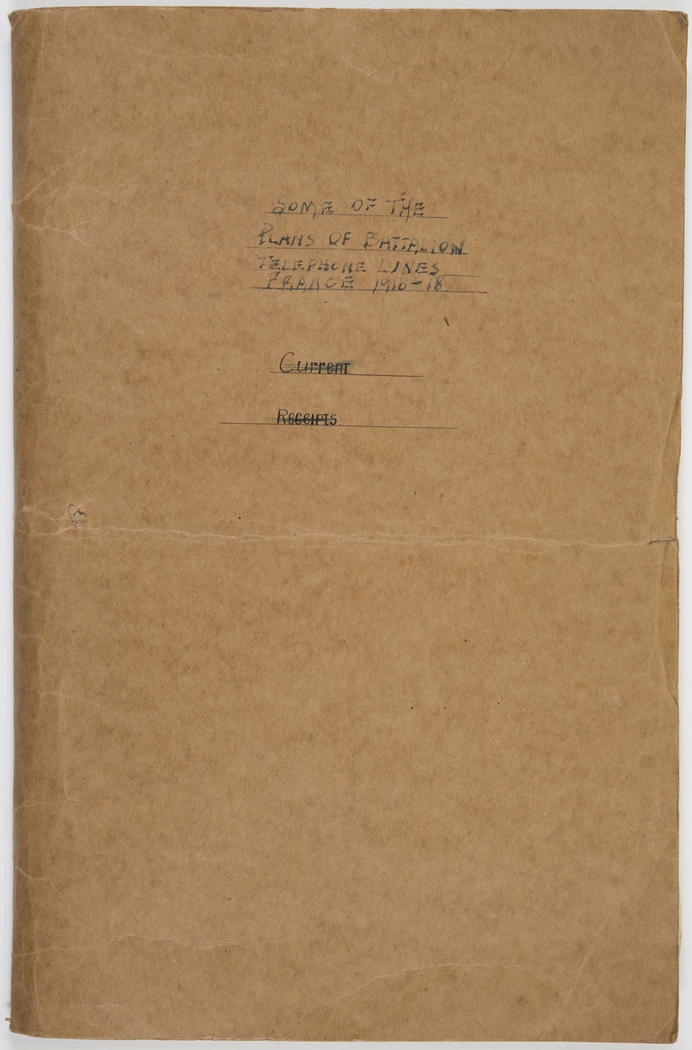 SOME OF THE
PLANS OF BATTALION
TELEPHONE LINES
FRANCE 1916-18
Current
Receipts